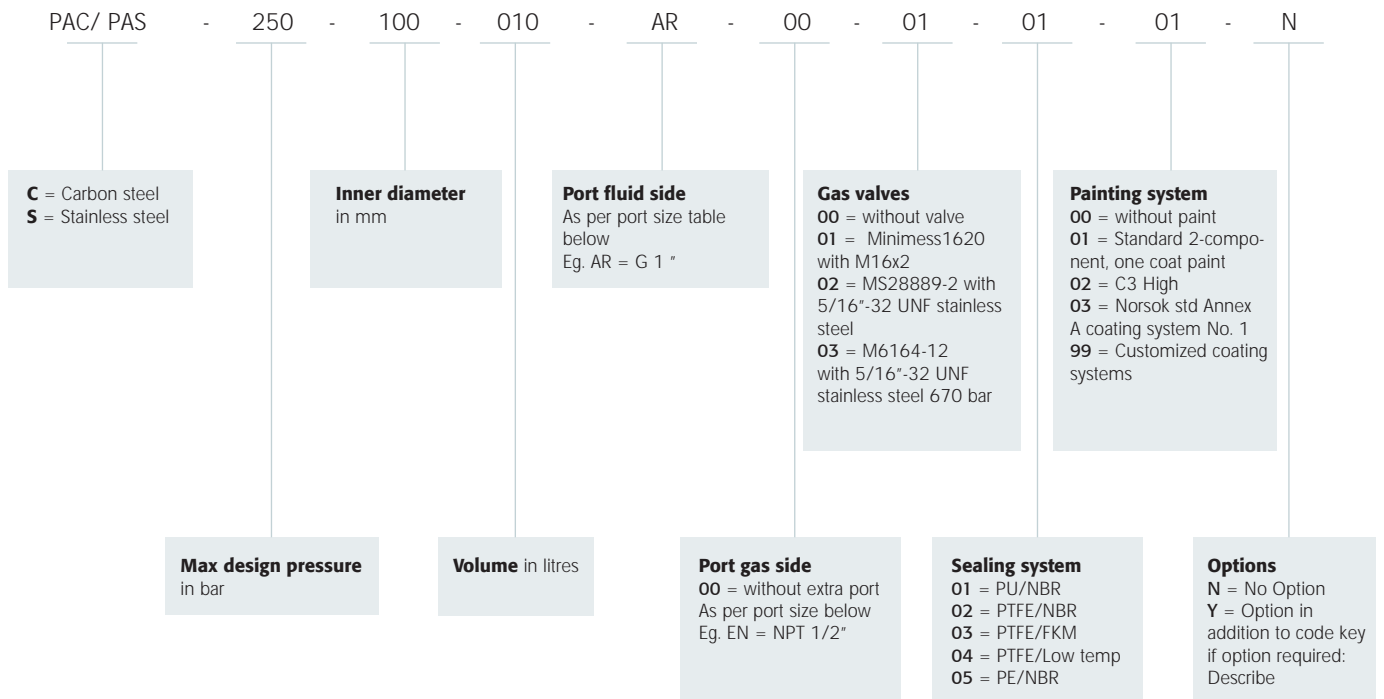 PAC/ PAS - 250 - 100 - 010 - AR - 00 - 01 - 01 - 01 - N
C = Carbon steel
S = Stainless steel
Inner diameter
in mm
Port fluid side
As per port size table
below
Eg. AR = G 1 "
Gas valves
00 = without valve
01 = Minimess1620
with M16x2
02 = MS28889-2 with
5/16"-32 UNF stainless
steel
03 = M6164-12
with 5/16"-32 UNF
stainless steel 670 bar
Painting system
00 = without paint
01 = Standard 2-compo-
nent, one coat paint
02 = C3 High
03 = Norsok std Annex
A coating system No. 1
99 = Customized coating
systems
Max design pressure
in bar
Volume in litres
Port gas side
00 = without extra port
As per port size below
Eg. EN = NPT 1/2"
Sealing system
01 = PU/NBR
02 = PTFE/NBR
03 = PTFE/FKM
04 = PTFE/Low temp
05 = PE/NBR
Options
N = No Option
Y = Option in
addition to code key
if option required:
Describe